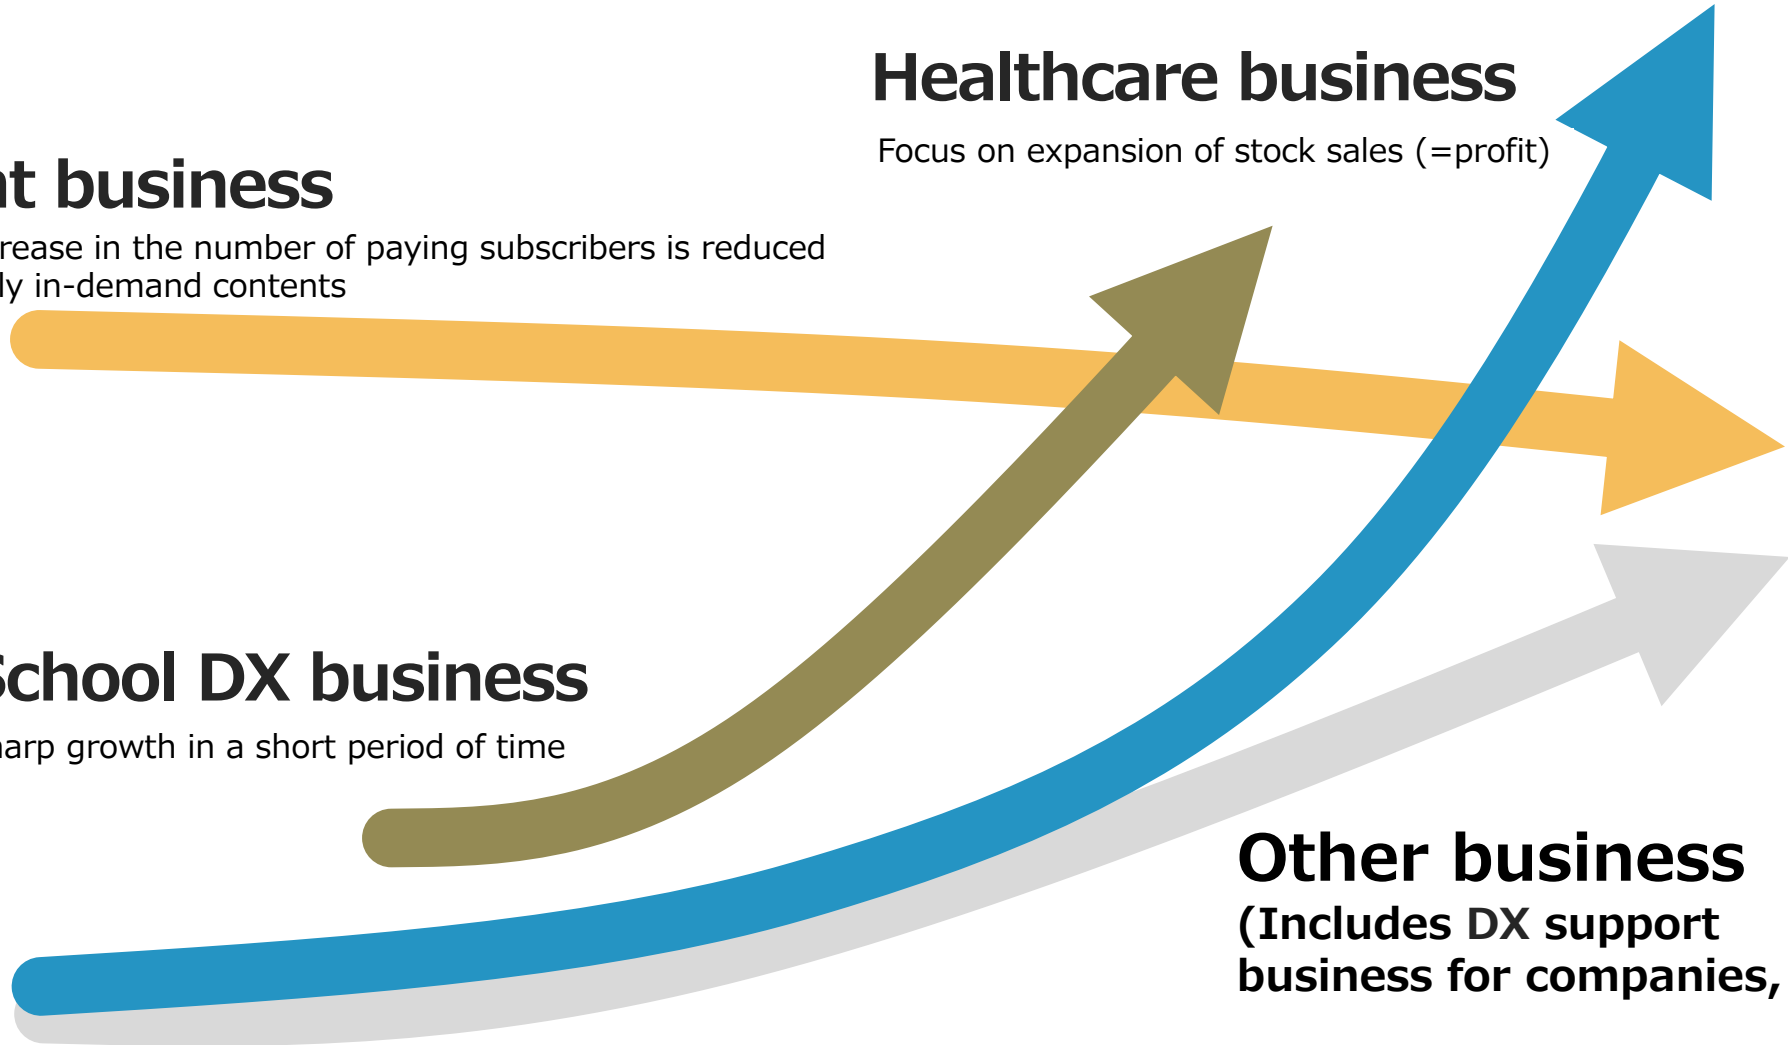 Healthcare business
Focus on expansion of stock sales (=profit)
nt business
rease in the number of paying subscribers is reduced
ly in-demand contents
School DX business
harp growth in a short period of time
Other business
(Includes DX support
business for companies,